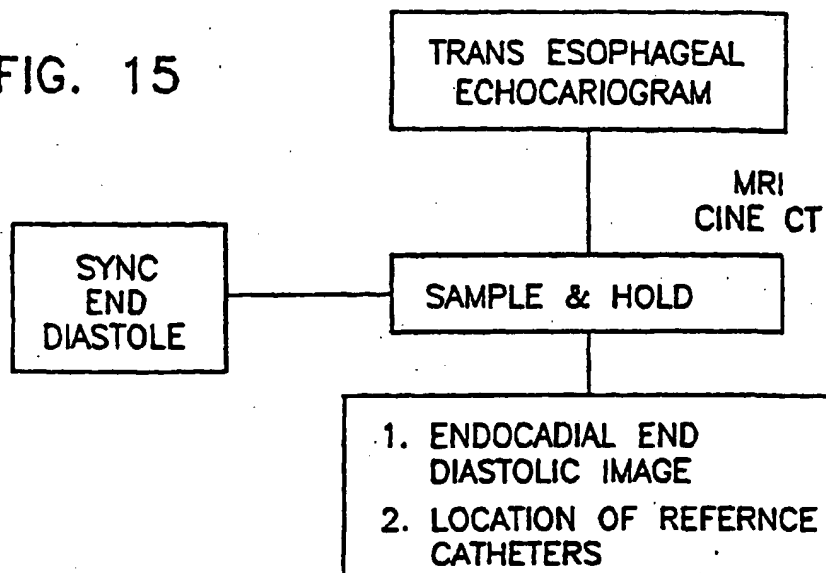 FIG. 15
TRANS ESOPHAGEAL
ECHOCARIOGRAM
MRI
CINE CT
SYNC
END
DIASTOLE
SAMPLE & HOLD
1. ENDOCADIAL END
DIASTOLIC IMAGE
2. LOCATION OF REFERNCE
CATHETERS